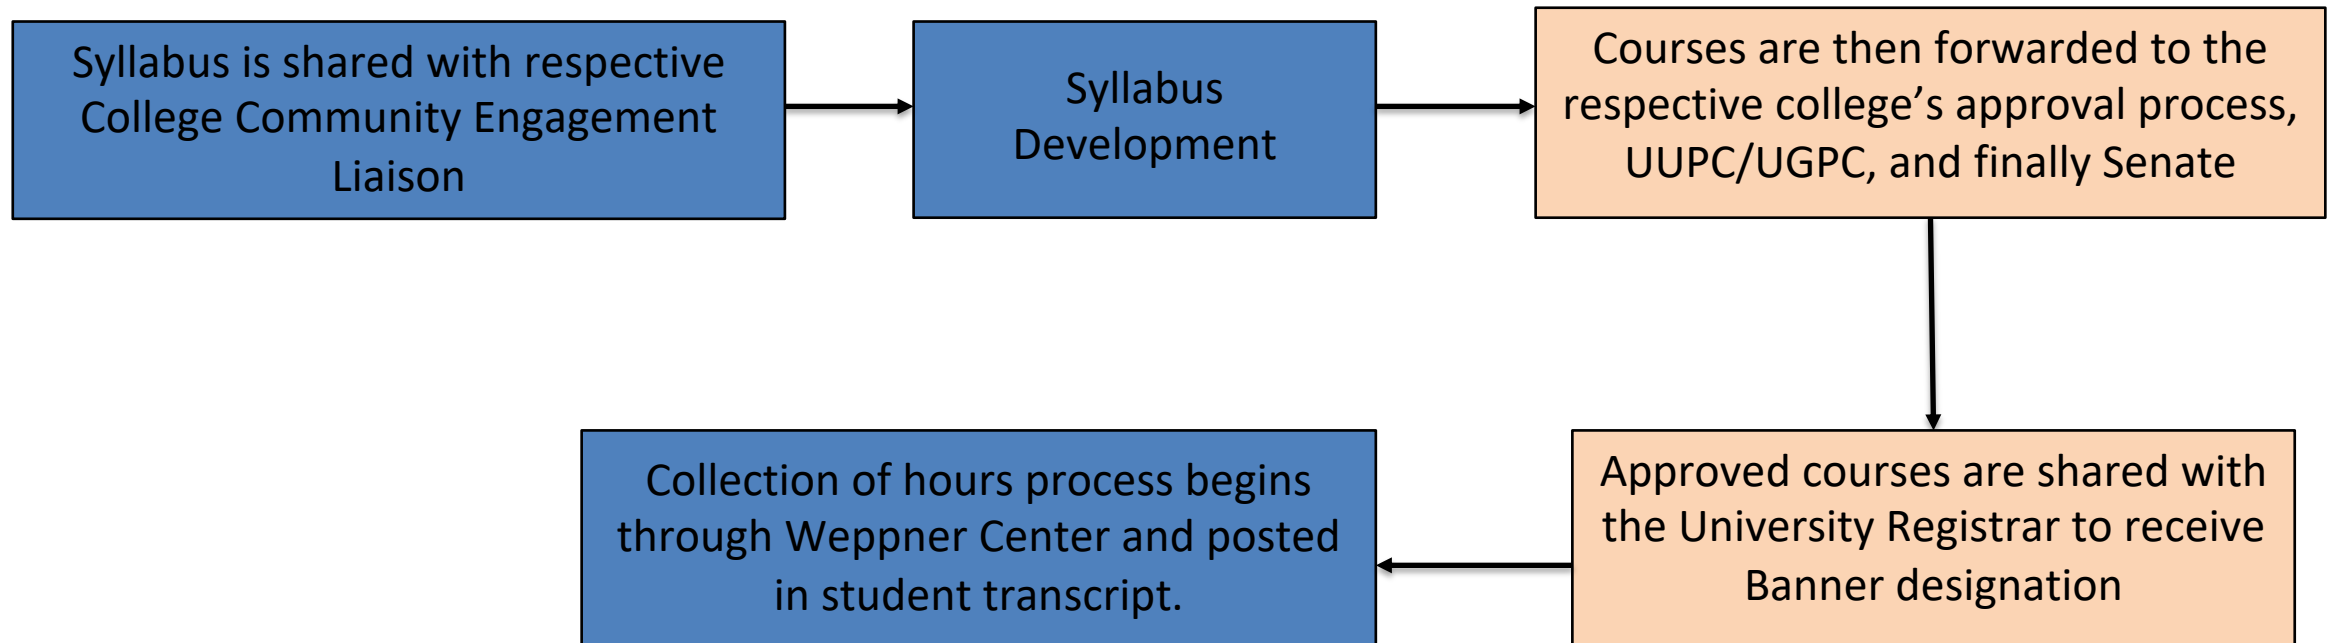 Syllabus is shared with respective
College Community Engagement
Liaison
Syllabus
Development
Courses are then forwarded to the
respective college’s approval process,
UUPC/UGPC, and finally Senate
Approved courses are shared with
the University Registrar to receive
Banner designation
Collection of hours process begins
through Weppner Center and posted
in student transcript.